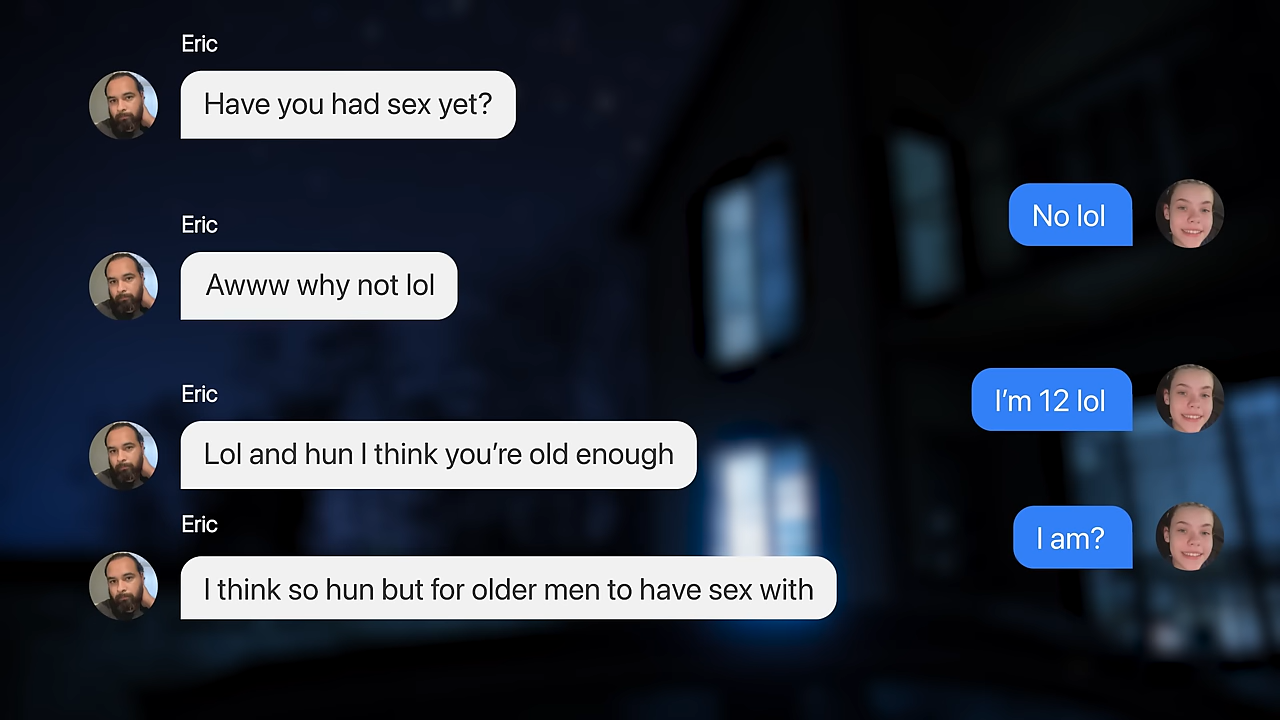 Eric
Have you had sex yet?
No lol
Eric
Awww why not lol
I'm 12 lol
Eric
Lol and hun I think you're old enough
I am?
Eric
I think so hun but for older men to have sex with